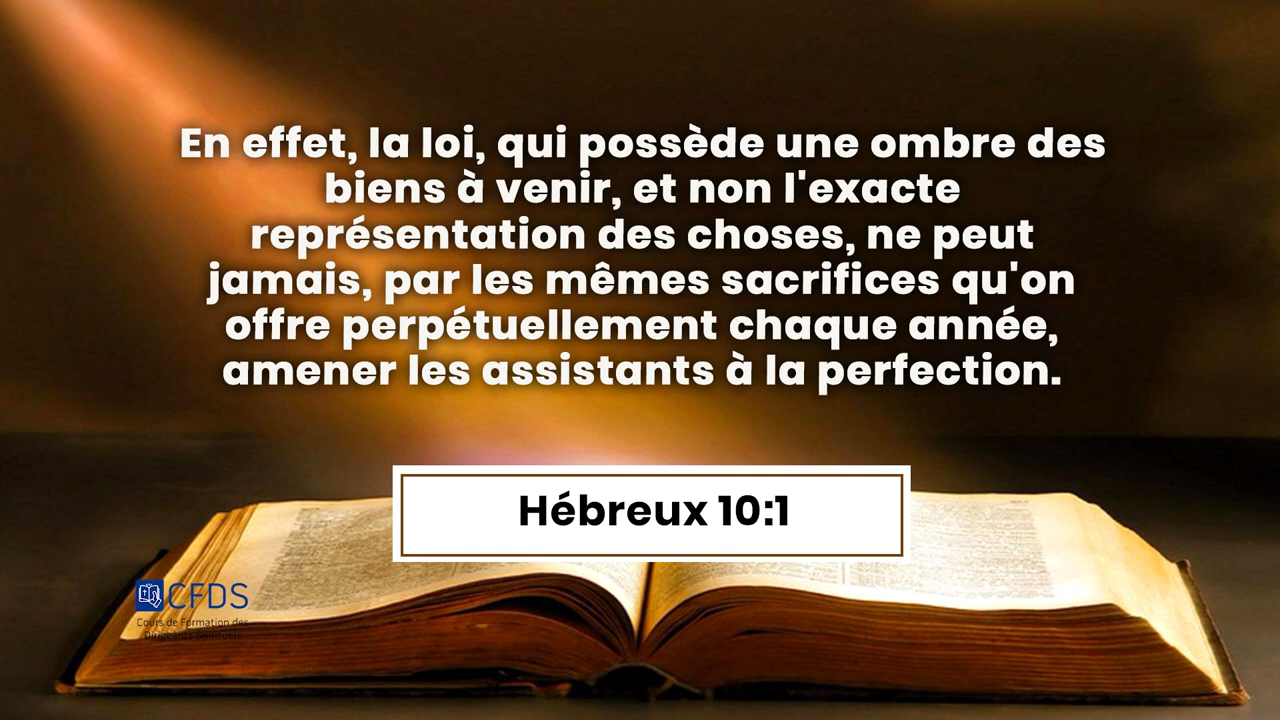 En effet, la loi, qui possède une ombre des
biens à venir, et non l'exacte
représentation des choses, ne peut
jamais, par les mêmes sacrifices qu'on
offre perpétuellement chaque année,
amener les assistants à la perfection.
Hébreux 10:1
CFDS
Cours de Formation des
Dirigeants Spirituels